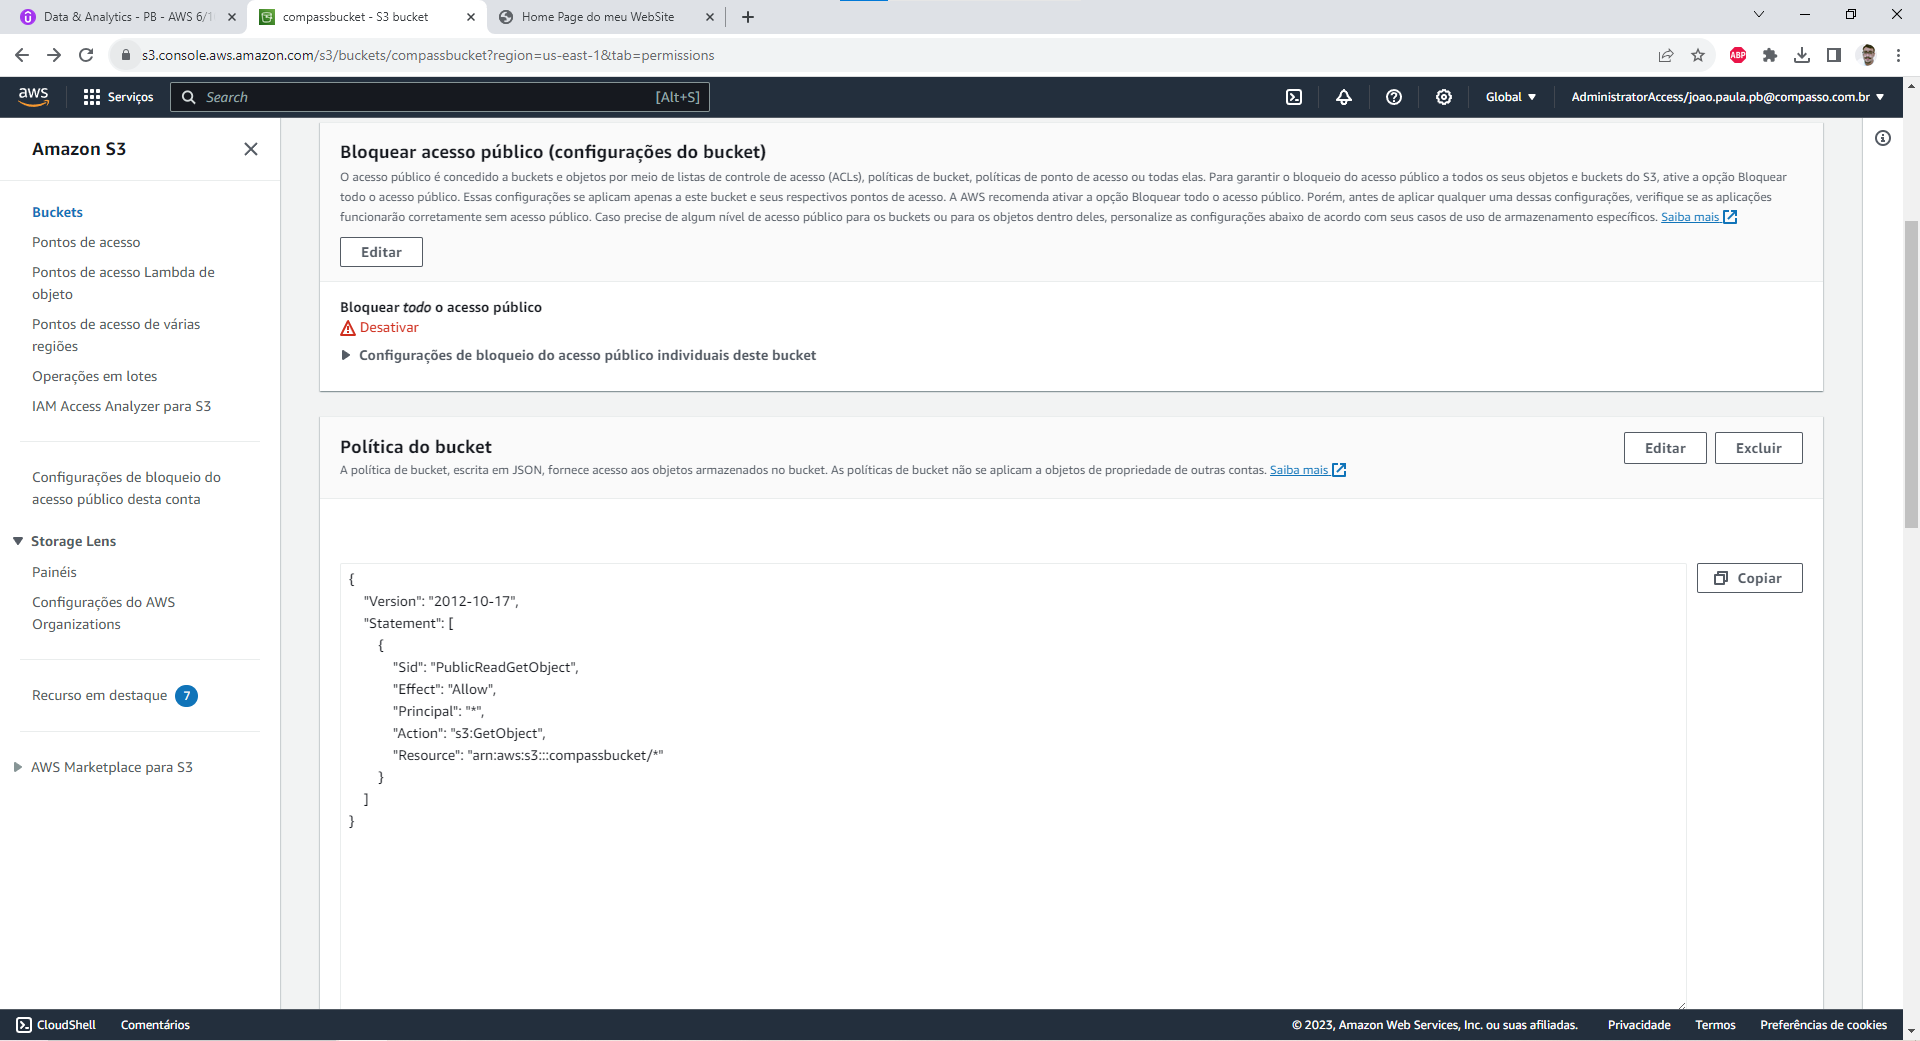 Data & Analytics - PB - AWS 6/1
compassbucket - S3 bucket
Home Page do meu WebSite
s3.console.aws.amazon.com/s3/buckets/compassbucket?region=us-east-1&tab=permissions
ABP
aws
Serviços
Search
[Alt+S]
Global
AdministratorAccess/joao.paula.pb@compasso.com.br
Amazon S3
Buckets
Pontos de acesso
Pontos de acesso Lambda de
objeto
Pontos de acesso de várias
regiões
Operações em lotes
IAM Access Analyzer para S3
Configurações de bloqueio do
acesso público desta conta
Storage Lens
Painéis
Configurações do AWS
Organizations
Recurso em destaque 7
AWS Marketplace para S3
Bloquear acesso público (configurações do bucket)
O acesso público é concedido a buckets e objetos por meio de listas de controle de acesso (ACLs), políticas de bucket, políticas de ponto de acesso ou todas elas. Para garantir o bloqueio do acesso público a todos os seus objetos e buckets do S3, ative a opção Bloquear
todo o acesso público. Essas configurações se aplicam apenas a este bucket e seus respectivos pontos de acesso. A AWS recomenda ativar a opção Bloquear todo o acesso público. Porém, antes de aplicar qualquer uma dessas configurações, verifique se as aplicações
funcionarão corretamente sem acesso público. Caso precise de algum nível de acesso público para os buckets ou para os objetos dentro deles, personalize as configurações abaixo de acordo com seus casos de uso de armazenamento específicos. Saiba mais
Editar
Bloquear todo o acesso público
Desativar
Configurações de bloqueio do acesso público individuais deste bucket
Política do bucket
A política de bucket, escrita em JSON, fornece acesso aos objetos armazenados no bucket. As políticas de bucket não se aplicam a objetos de propriedade de outras contas. Saiba mais
Editar
Excluir
Copiar
{
"Version": "2012-10-17",
"Statement": [
{
"Sid": "PublicReadGetObject",
"Effect": "Allow",
"Principal": "*",
"Action": "s3:GetObject",
"Resource": "arn:aws:s3:::compassbucket/*"
}
]
}
CloudShell
Comentários
© 2023, Amazon Web Services, Inc. ou suas afiliadas.
Privacidade
Termos
Preferências de cookies